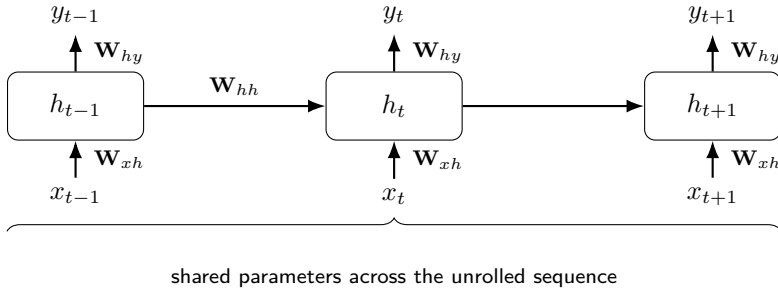 y_{t−1} y_t y_{t+1}
W_{hy} W_{hy} W_{hy}
W_{hh}
h_{t−1} h_t h_{t+1}
W_{xh} W_{xh} W_{xh}
x_{t−1} x_t x_{t+1}
shared parameters across the unrolled sequence